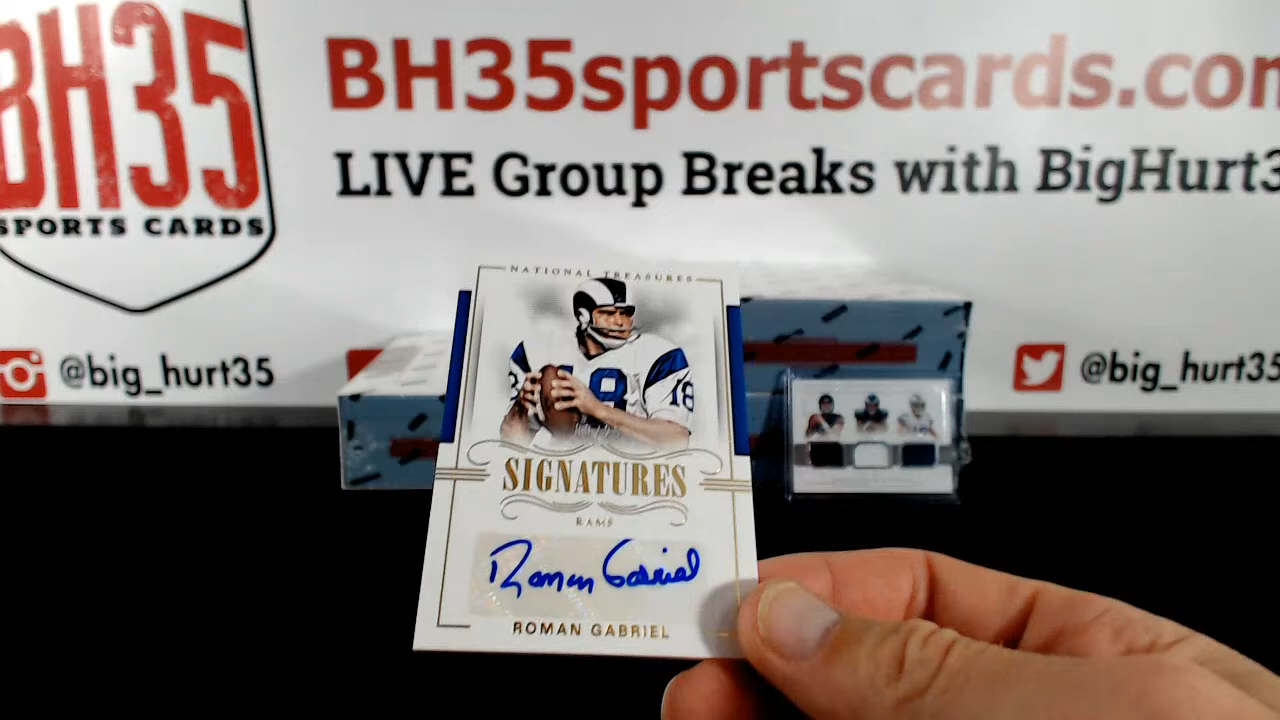 BH35
SPORTS CARDS
BH35sportscards.com
LIVE Group Breaks with BigHurt3
@big_hurt35
@big_hurt35
NATIONAL TREASURES
18
18
SIGNATURES
RAMS
Roman Gabriel
ROMAN GABRIEL